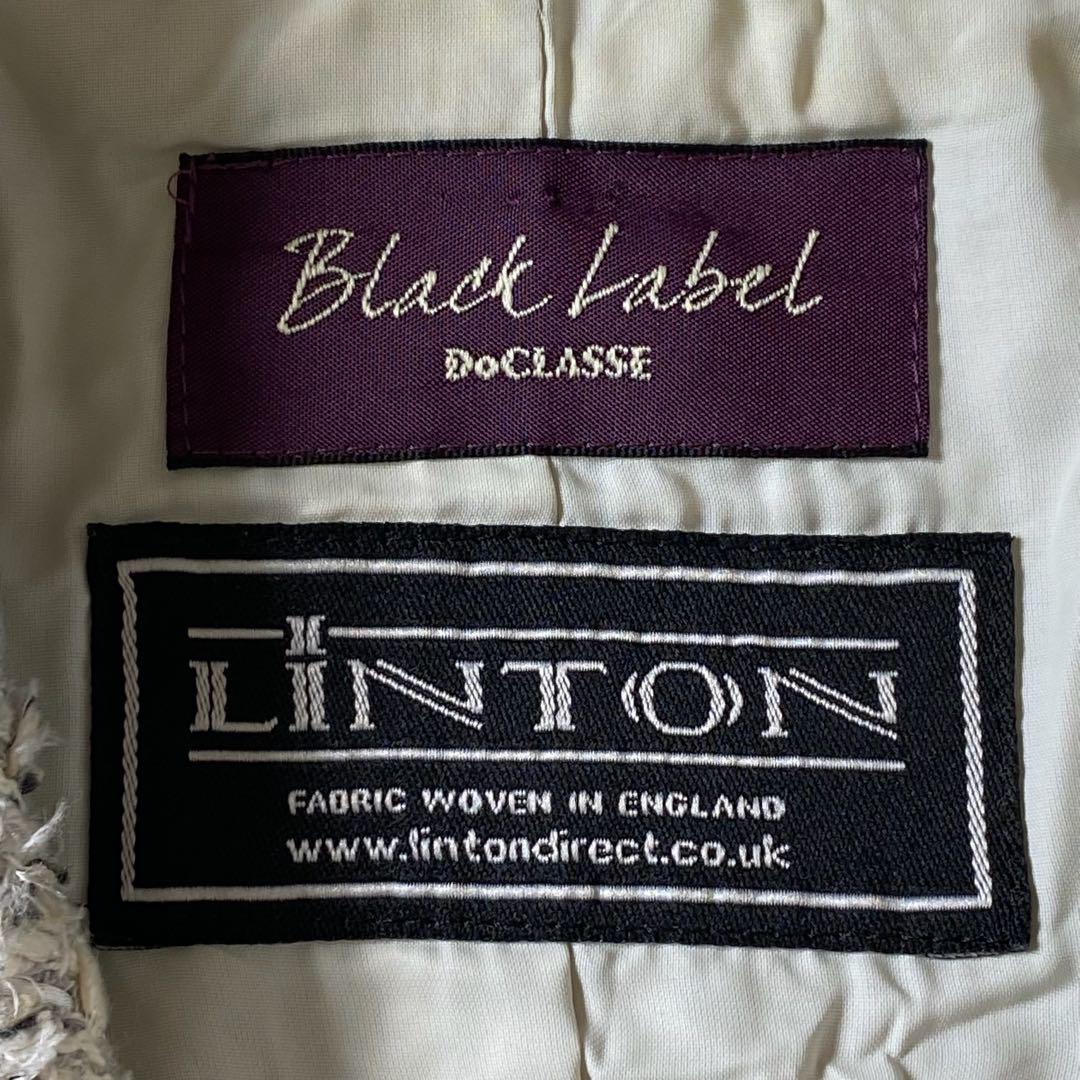 Black Label
DoCLASSE
LiNTON
FABRIC WOVEN IN ENGLAND
www.lintondirect.co.uk